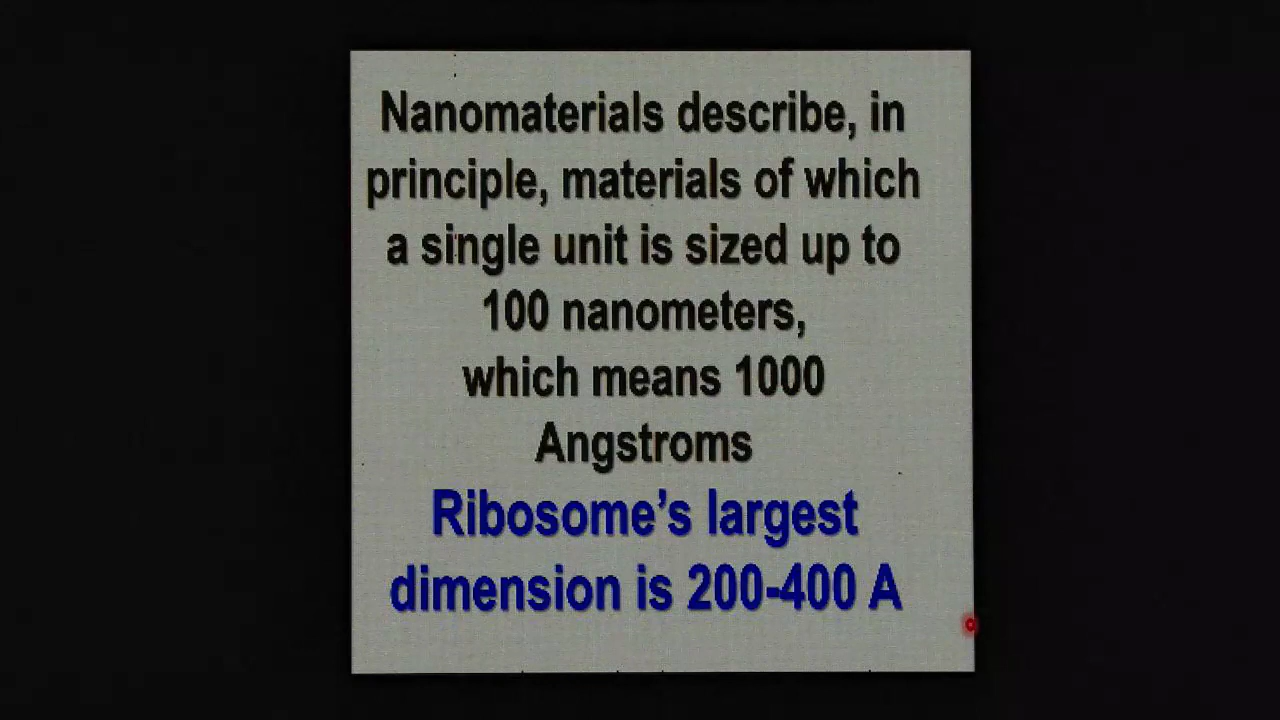 Nanomaterials describe, in
principle, materials of which
a single unit is sized up to
100 nanometers,
which means 1000
Angstroms
Ribosome’s largest
dimension is 200-400 A